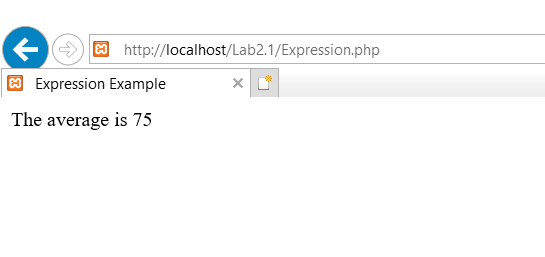 http://localhost/Lab2.1/Expression.php
Expression Example
The average is 75